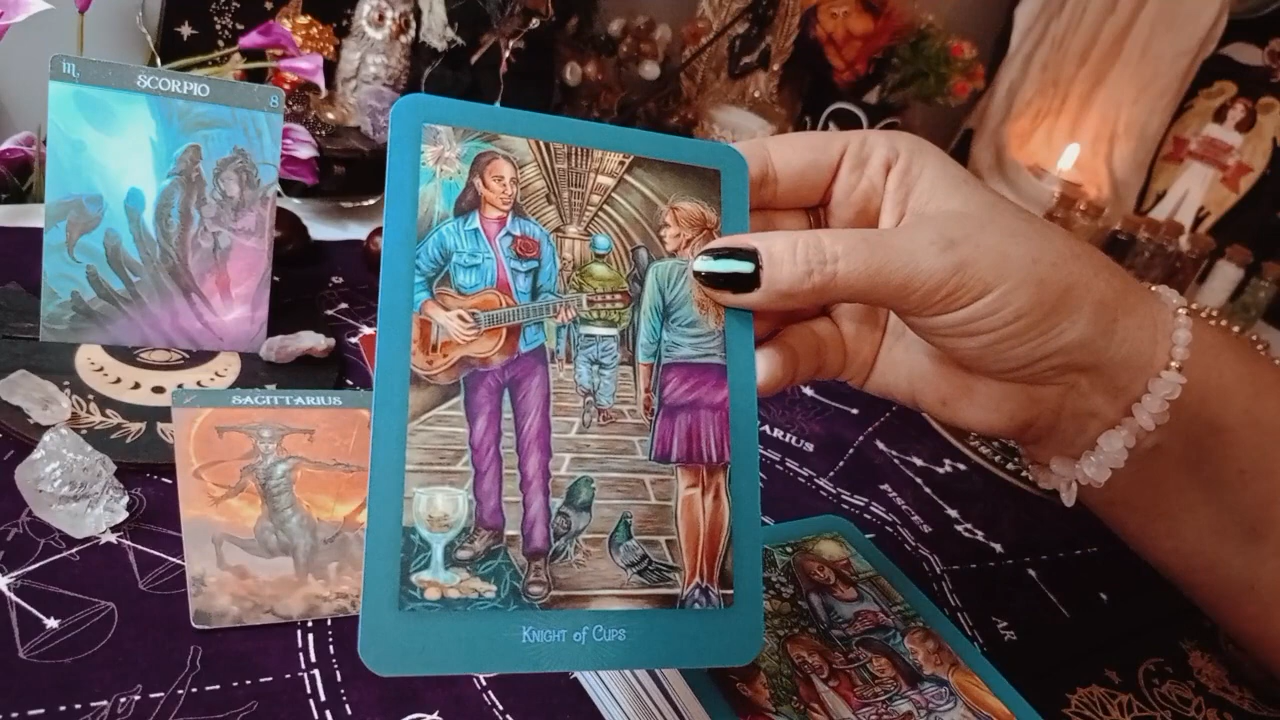 ♏ SCORPIO
8
SAGITTARIUS
Knight of Cups
ARIUS
PISCES
AR